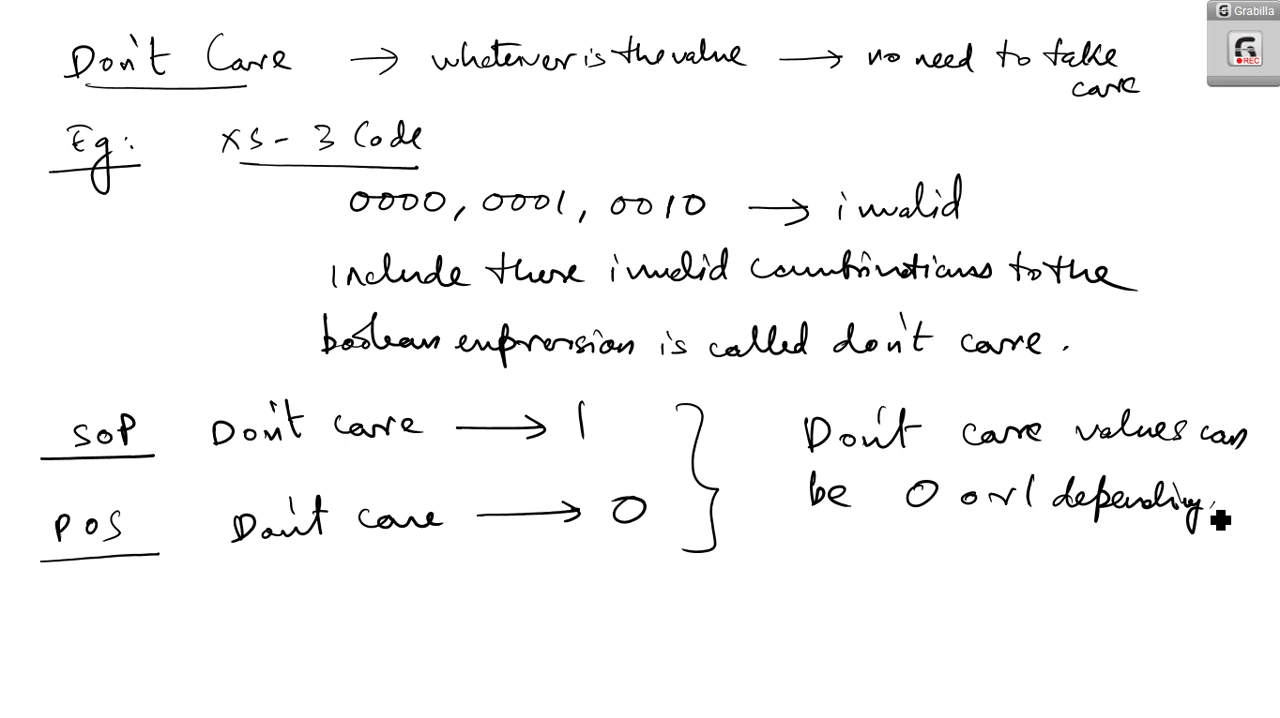 Grabilla
REC
Don't Care → whatever is the value → no need to take
care
Eg: XS-3 Code
0000, 0001, 0010 → invalid
Include these invalid combinations to the
boolean expression is called don't care.
SOP Don't care → 1
POS Don't care → 0
Don't care values can
be 0 or 1 depending